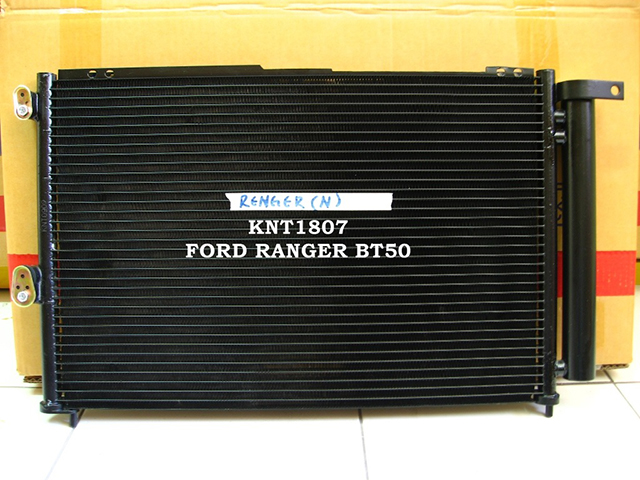 RENGER (N)
KNT1807
FORD RANGER BT50